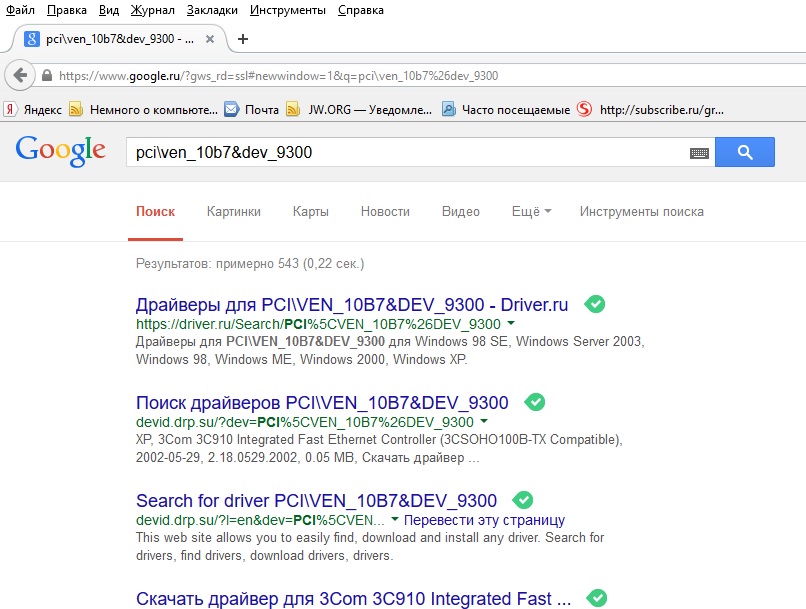 Файл Правка Вид Журнал Закладки Инструменты Справка
pci\ven_10b7&dev_9300 - ...
https://www.google.ru/?gws_rd=ssl#newwindow=1&q=pci\ven_10b7%26dev_9300
Яндекс Немного о компьюте... Почта JW.ORG — Уведомле... Часто посещаемые http://subscribe.ru/gr...
Google pci\ven_10b7&dev_9300
Поиск Картинки Карты Новости Видео Ещё Инструменты поиска
Результатов: примерно 543 (0,22 сек.)
Драйверы для PCI\VEN_10B7&DEV_9300 - Driver.ru
https://driver.ru/Search/PCI%5CVEN_10B7%26DEV_9300
Драйверы для PCI\VEN_10B7&DEV_9300 для Windows 98 SE, Windows Server 2003,
Windows 98, Windows ME, Windows 2000, Windows XP.
Поиск драйверов PCI\VEN_10B7&DEV_9300
devid.drp.su/?dev=PCI%5CVEN_10B7%26DEV_9300
XP, 3Com 3C910 Integrated Fast Ethernet Controller (3CSOHO100B-TX Compatible),
2002-05-29, 2.18.0529.2002, 0.05 MB, Скачать драйвер ...
Search for driver PCI\VEN_10B7&DEV_9300
devid.drp.su/?l=en&dev=PCI%5CVEN... Перевести эту страницу
This web site allows you to easily find, download and install any driver. Search for
drivers, find drivers, download drivers, drivers.
Скачать драйвер для 3Com 3C910 Integrated Fast ...